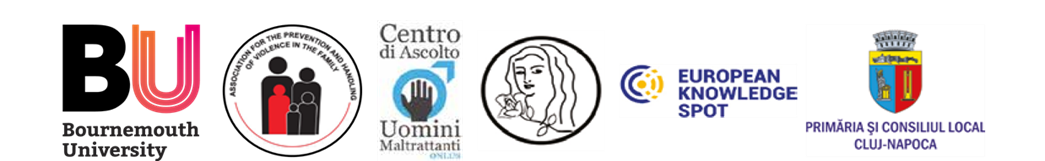 BU
Bournemouth
University
ASSOCIATION FOR THE PREVENTION AND HANDLING
OF VIOLENCE IN THE FAMILY
Centro
di Ascolto
Uomini
Maltrattanti
ONLUS
EUROPEAN
KNOWLEDGE
SPOT
PRIMĂRIA ȘI CONSILIUL LOCAL
CLUJ-NAPOCA